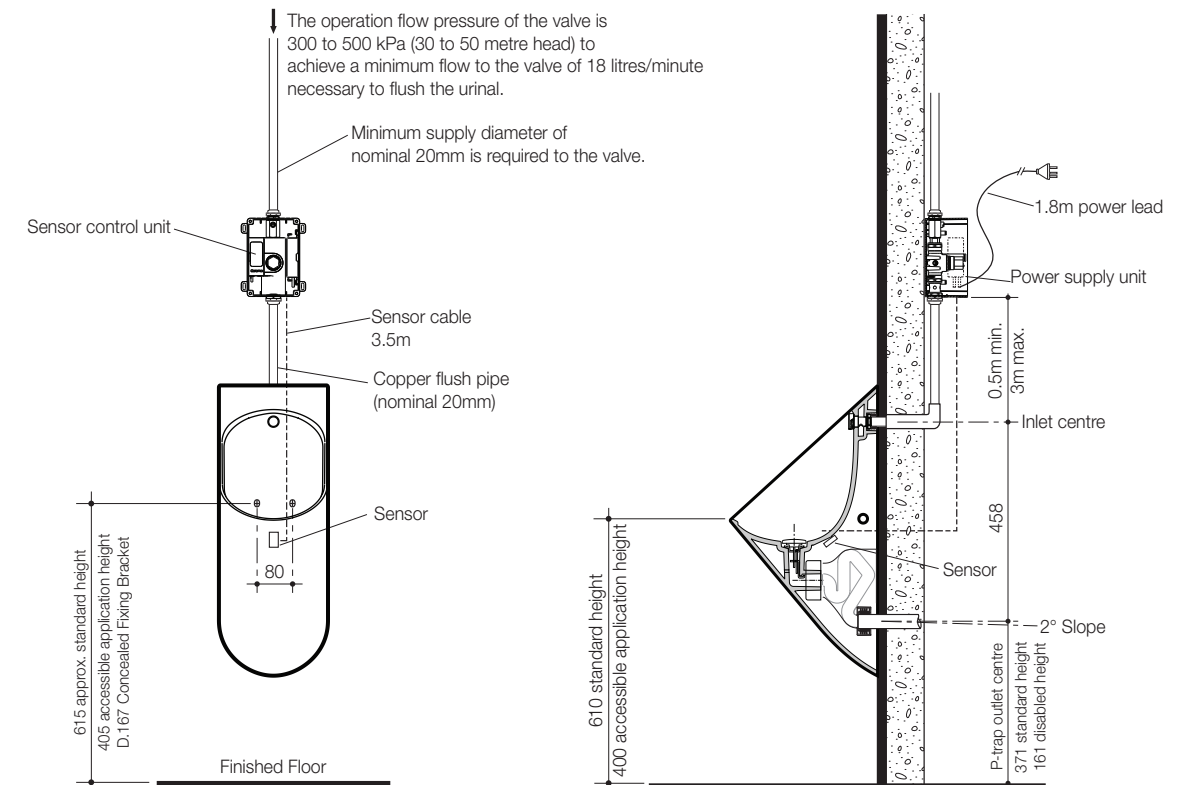 The operation flow pressure of the valve is
300 to 500 kPa (30 to 50 metre head) to
achieve a minimum flow to the valve of 18 litres/minute
necessary to flush the urinal.
Minimum supply diameter of
nominal 20mm is required to the valve.
Sensor control unit
Sensor cable
3.5m
Copper flush pipe
(nominal 20mm)
Sensor
80
615 approx. standard height
405 accessible application height
D.167 Concealed Fixing Bracket
Finished Floor
1.8m power lead
Power supply unit
0.5m min.
3m max.
Inlet centre
458
Sensor
2° Slope
610 standard height
400 accessible application height
P-trap outlet centre
371 standard height
161 disabled height